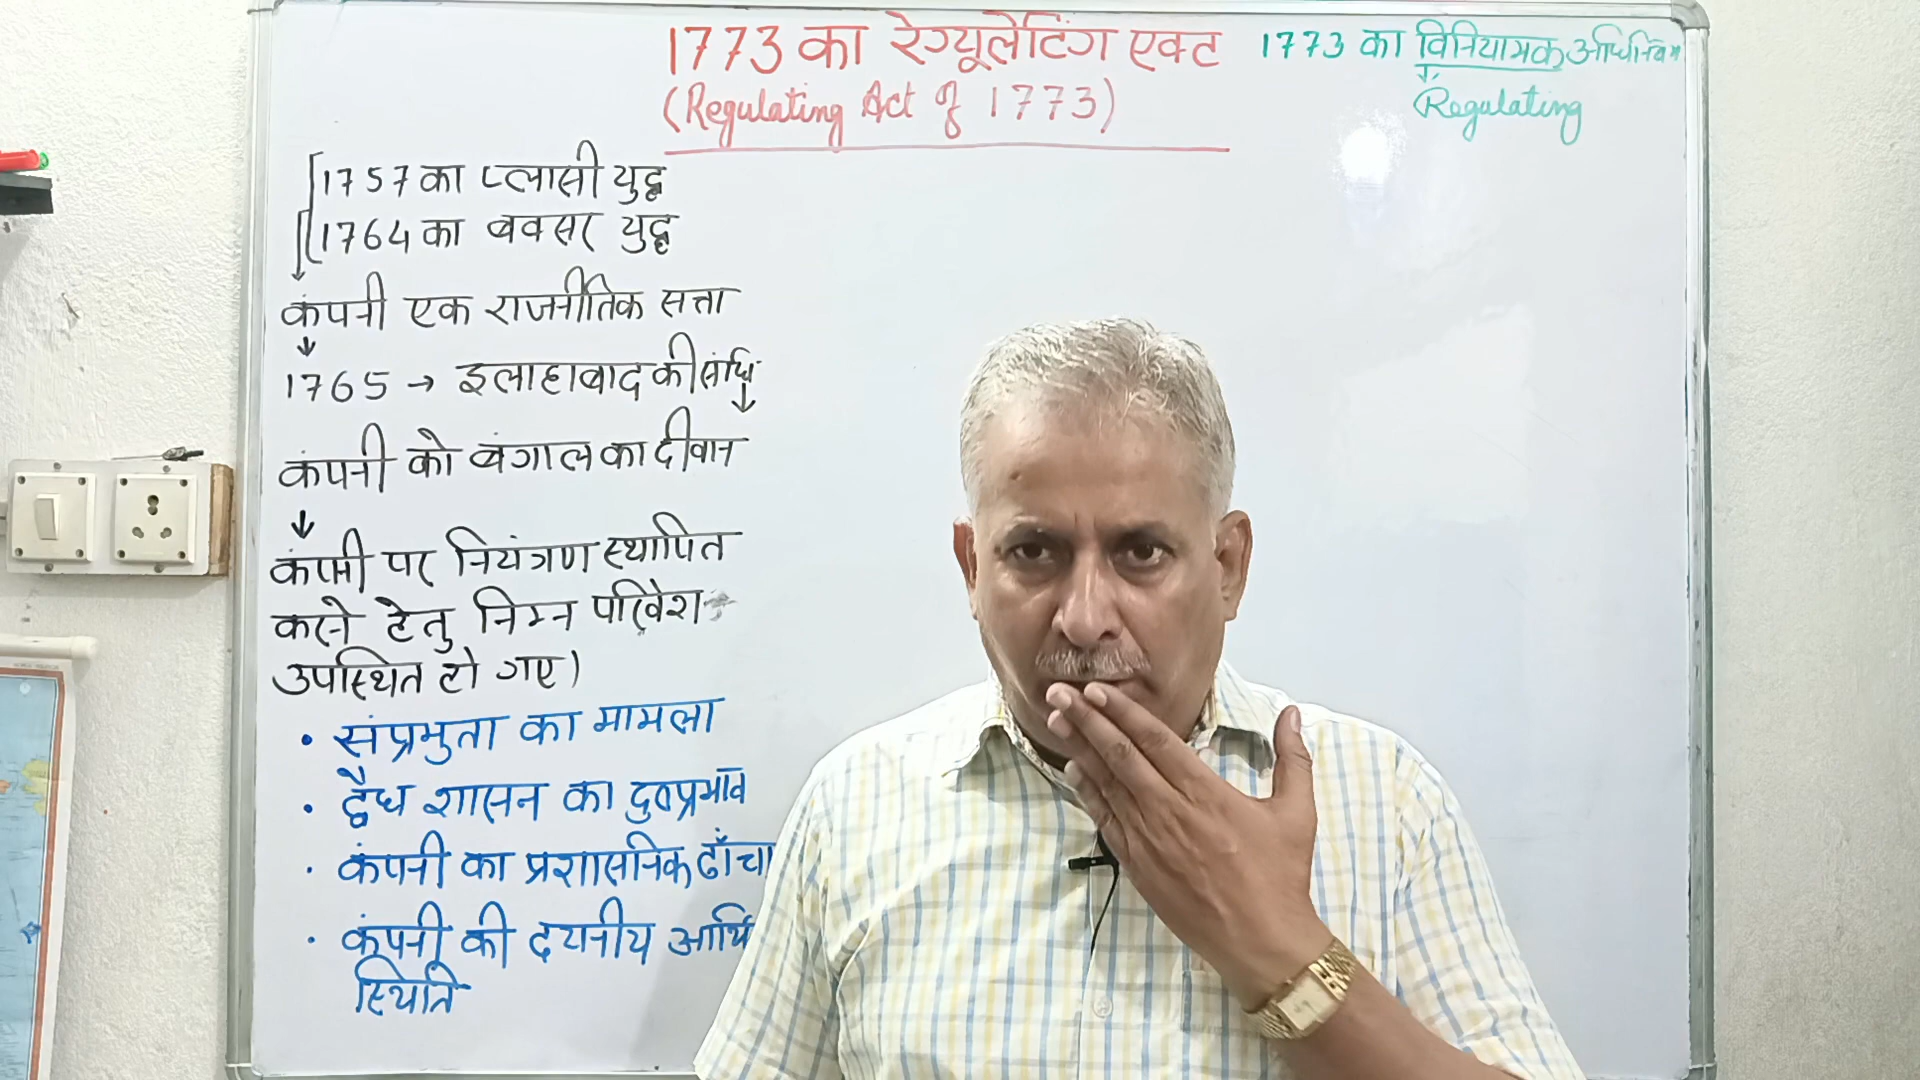 1773 का रेग्यूलेटिंग एक्ट
(Regulating Act of 1773)
1773 का विनियामक अधिनियम
Regulating
1757 का प्लासी युद्ध
1764 का बक्सर युद्ध
कंपनी एक राजनीतिक सत्ता
1765 → इलाहाबाद की संधि
कंपनी को बंगाल का दीवान
कंपनी पर नियंत्रण स्थापित
करने हेतु निम्न परिवेश
उपस्थित हो गए)
• संप्रभुता का मामला
• द्वैध शासन का दुष्प्रभाव
• कंपनी का प्रशासनिक ढाँचा
• कंपनी की दयनीय आर्थि
स्थिति